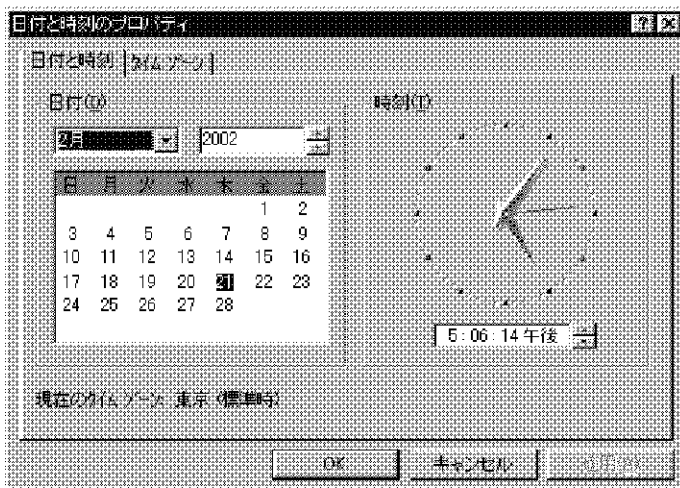 日付と時刻のプロパティ
日付と時刻 タイム ゾーン
日付(D)
2月 2002
日 月 火 水 木 金 土
1 2
3 4 5 6 7 8 9
10 11 12 13 14 15 16
17 18 19 20 21 22 23
24 25 26 27 28
時刻(T)
5:06:14 午後
現在のタイム ゾーン: 東京 (標準時)
OK キャンセル 適用(A)